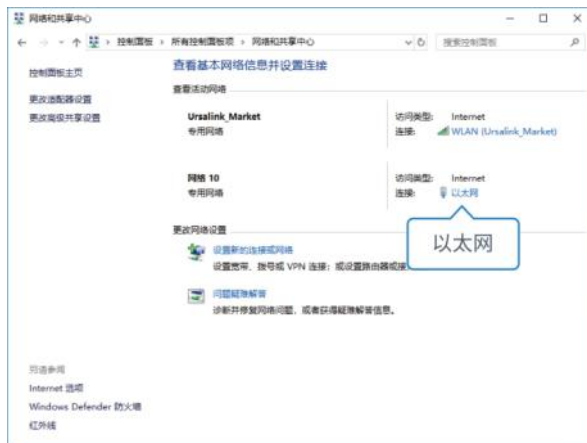 网络和共享中心
控制面板 › 所有控制面板项 › 网络和共享中心
搜索控制面板
控制面板主页
更改适配器设置
更改高级共享设置
查看基本网络信息并设置连接
查看活动网络
Ursalink_Market
专用网络
访问类型: Internet
连接: WLAN (Ursalink_Market)
网络 10
专用网络
访问类型: Internet
连接: 以太网
以太网
更改网络设置
设置新的连接或网络
设置宽带、拨号或 VPN 连接；或设置路由器或接
问题疑难解答
诊断并修复网络问题，或者获得疑难解答信息。
另请参阅
Internet 选项
Windows Defender 防火墙
红外线